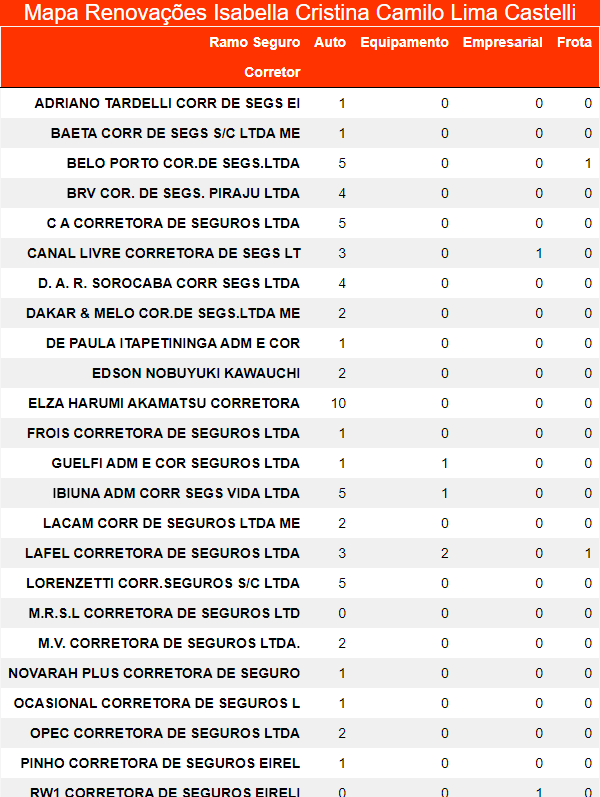 Mapa Renovações Isabella Cristina Camilo Lima Castelli
Ramo Seguro Auto Equipamento Empresarial Frota
Corretor
ADRIANO TARDELLI CORR DE SEGS EI 1 0 0 0
BAETA CORR DE SEGS S/C LTDA ME 1 0 0 0
BELO PORTO COR.DE SEGS.LTDA 5 0 0 1
BRV COR. DE SEGS. PIRAJU LTDA 4 0 0 0
C A CORRETORA DE SEGUROS LTDA 5 0 0 0
CANAL LIVRE CORRETORA DE SEGS LT 3 0 1 0
D. A. R. SOROCABA CORR SEGS LTDA 4 0 0 0
DAKAR & MELO COR.DE SEGS.LTDA ME 2 0 0 0
DE PAULA ITAPETININGA ADM E COR 1 0 0 0
EDSON NOBUYUKI KAWAUCHI 2 0 0 0
ELZA HARUMI AKAMATSU CORRETORA 10 0 0 0
FROIS CORRETORA DE SEGUROS LTDA 1 0 0 0
GUELFI ADM E COR SEGUROS LTDA 1 1 0 0
IBIUNA ADM CORR SEGS VIDA LTDA 5 1 0 0
LACAM CORR DE SEGUROS LTDA ME 2 0 0 0
LAFEL CORRETORA DE SEGUROS LTDA 3 2 0 1
LORENZETTI CORR.SEGUROS S/C LTDA 5 0 0 0
M.R.S.L CORRETORA DE SEGUROS LTD 0 0 0 0
M.V. CORRETORA DE SEGUROS LTDA. 2 0 0 0
NOVARAH PLUS CORRETORA DE SEGURO 1 0 0 0
OCASIONAL CORRETORA DE SEGUROS L 1 0 0 0
OPEC CORRETORA DE SEGUROS LTDA 2 0 0 0
PINHO CORRETORA DE SEGUROS EIREL 1 0 0 0
RW1 CORRETORA DE SEGUROS EIRELI 0 0 1 0